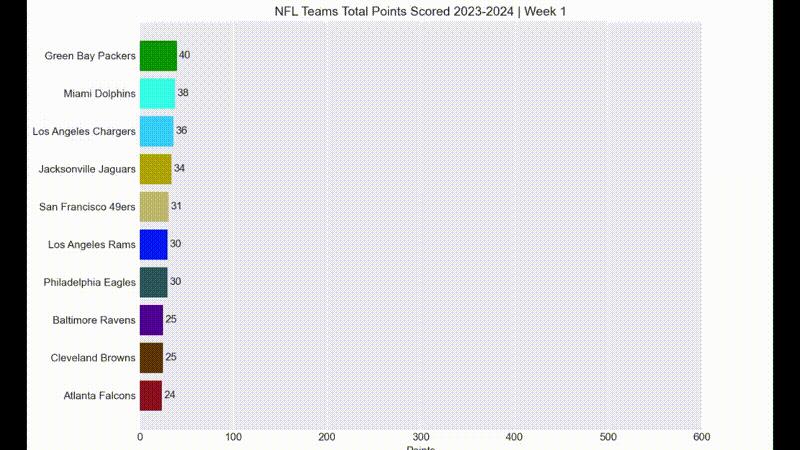 NFL Teams Total Points Scored 2023-2024 | Week 1
Green Bay Packers 40
Miami Dolphins 38
Los Angeles Chargers 36
Jacksonville Jaguars 34
San Francisco 49ers 31
Los Angeles Rams 30
Philadelphia Eagles 30
Baltimore Ravens 25
Cleveland Browns 25
Atlanta Falcons 24
0 100 200 300 400 500 600
Points